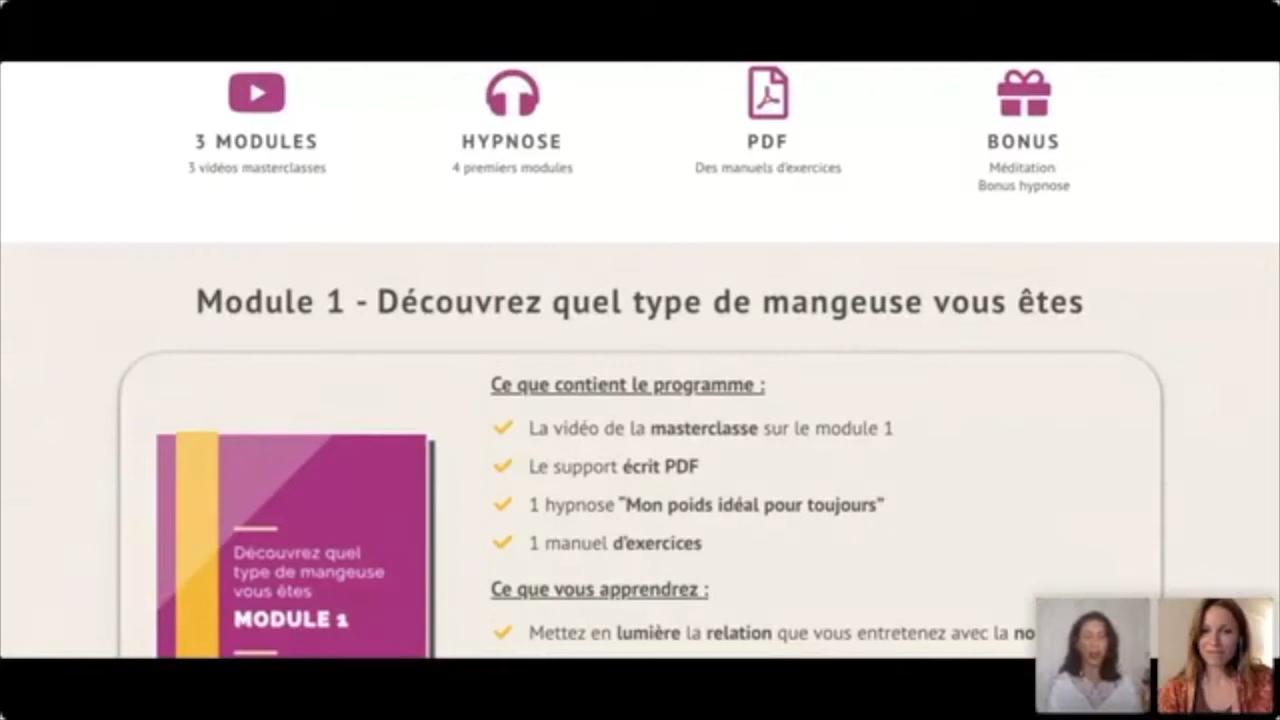 3 MODULES
3 vidéos masterclasses
HYPNOSE
4 premiers modules
PDF
Des manuels d'exercices
BONUS
Méditation
Bonus hypnose
Module 1 - Découvrez quel type de mangeuse vous êtes
Ce que contient le programme :
La vidéo de la masterclasse sur le module 1
Le support écrit PDF
1 hypnose "Mon poids idéal pour toujours"
1 manuel d'exercices
Découvrez quel
type de mangeuse
vous êtes
MODULE 1
Ce que vous apprendrez :
Mettez en lumière la relation que vous entretenez avec la